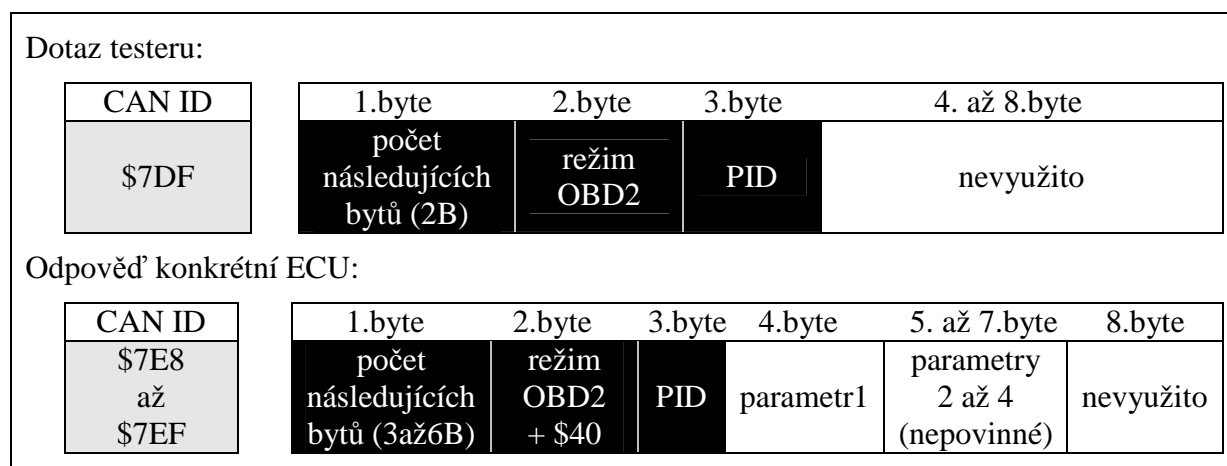 Dotaz testeru:
CAN ID 1.byte 2.byte 3.byte 4. až 8.byte
$7DF
počet
následujících
bytů (2B)
režim
OBD2
PID
nevyužito
Odpověď konkrétní ECU:
CAN ID 1.byte 2.byte 3.byte 4.byte 5. až 7.byte 8.byte
$7E8
až
$7EF
počet
následujících
bytů (3až6B)
režim
OBD2
+ $40
PID
parametr1
parametry
2 až 4
(nepovinné)
nevyužito